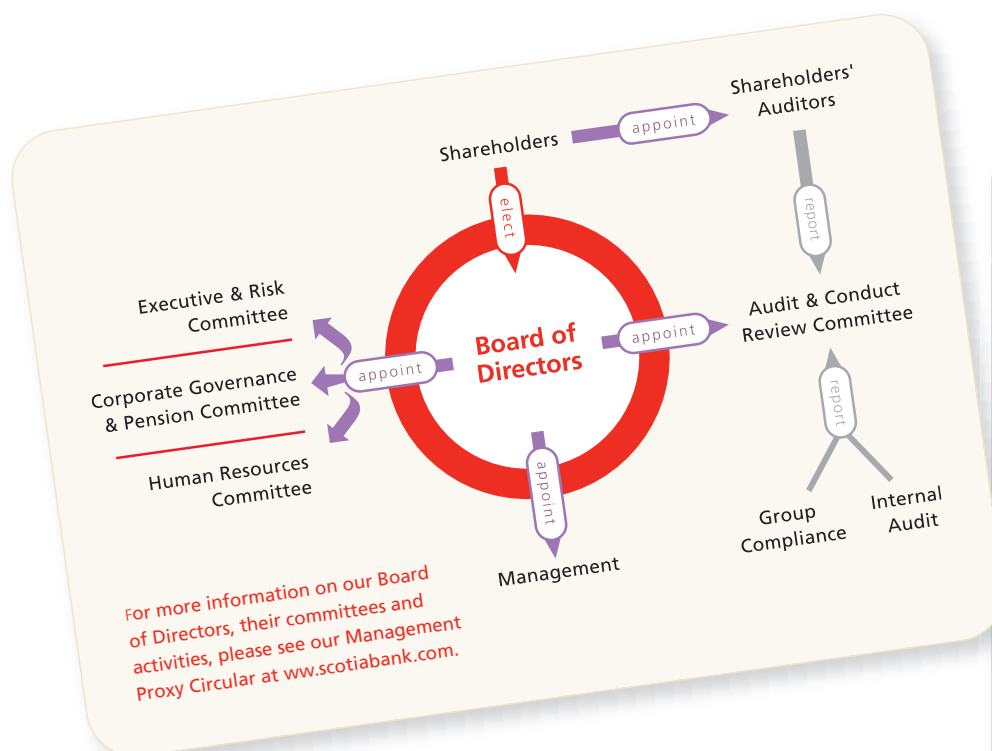 Shareholders'
Auditors
appoint
Shareholders
elect
report
Executive & Risk
Committee
Audit & Conduct
Review Committee
Board of
Directors
appoint
appoint
Corporate Governance
& Pension Committee
report
Human Resources
Committee
appoint
Group
Compliance
Internal
Audit
Management
For more information on our Board
of Directors, their committees and
activities, please see our Management
Proxy Circular at ww.scotiabank.com.